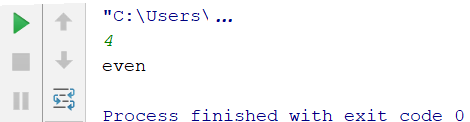 "C:\Users\ ...
4
even
Process finished with exit code 0